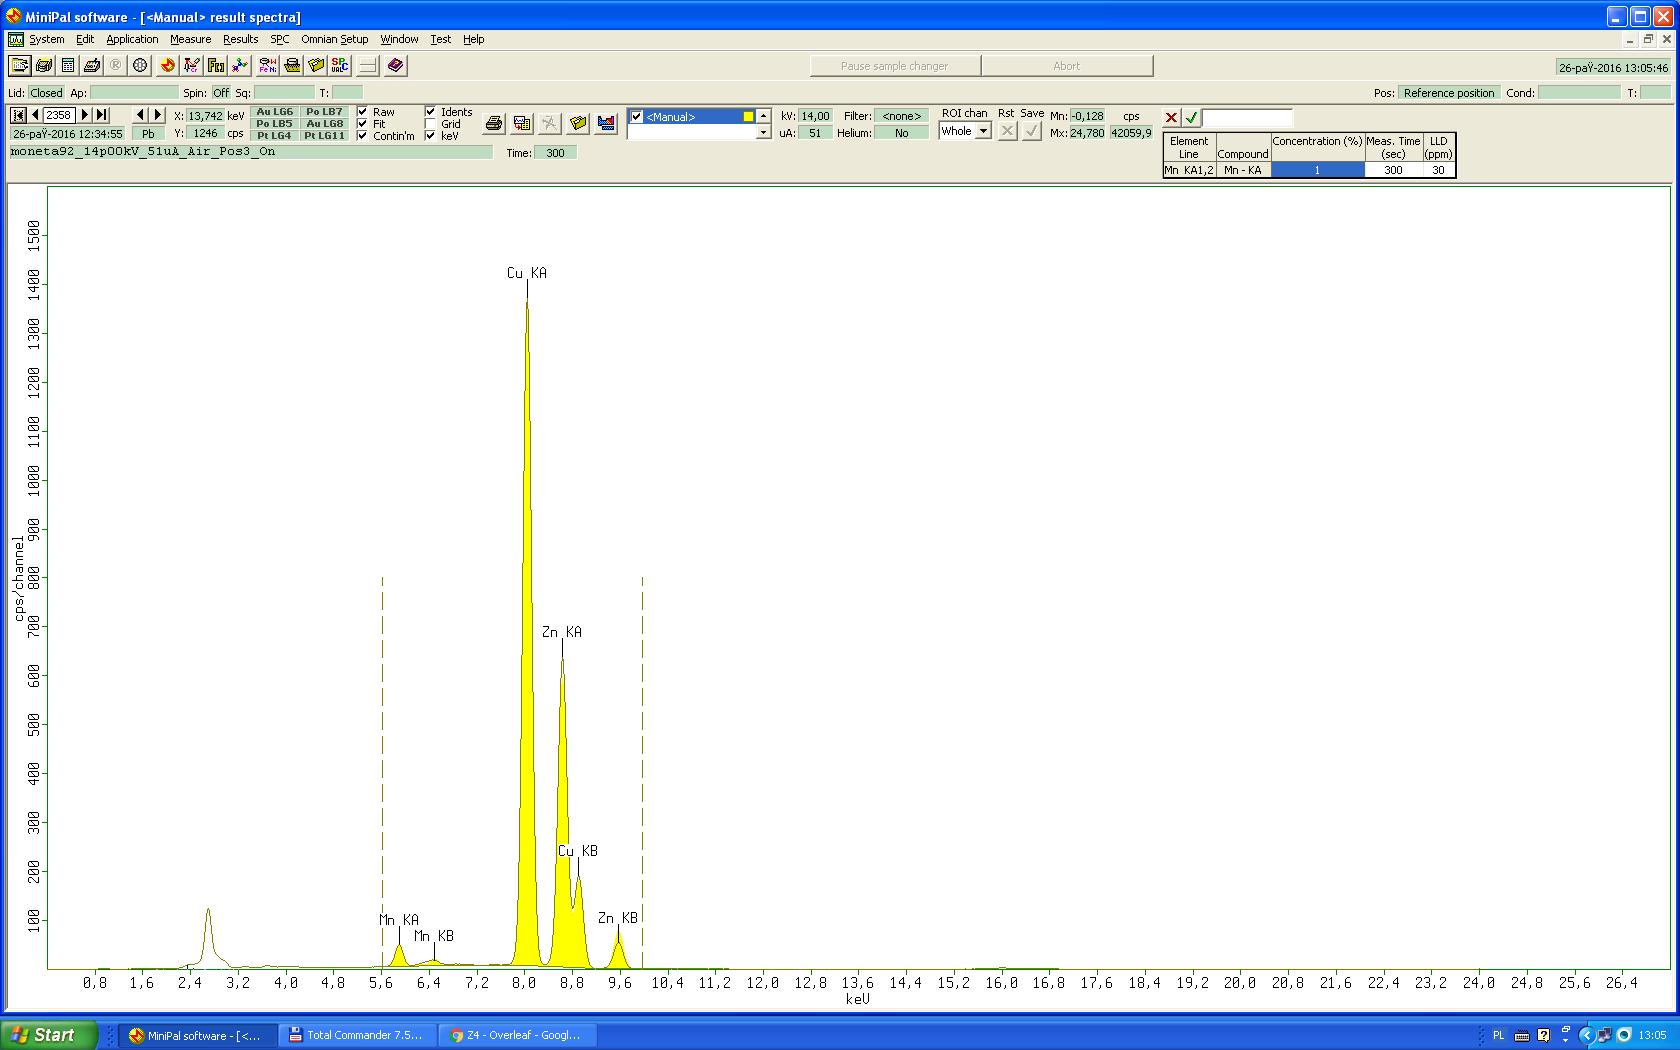 MiniPal software - [<Manual> result spectra]
System Edit Application Measure Results SPC Omnian Setup Window Test Help
Pause sample changer Abort 26-paÝ-2016 13:05:46
Lid: Closed Ap: Spin: Off Sq: T: Pos: Reference position Cond: T:
2358 X: 13,742 keV Au LG6 Po LB7 Raw Idents <Manual> kV: 14,00 Filter: <none> ROI chan Rst Save Mn: -0,128 cps
26-paÝ-2016 12:34:55 Pb Y: 1246 cps Po LB5 Au LG8 Fit Grid uA: 51 Helium: No Whole Mx: 24,780 42059,9
Pt LG4 Pt LG11 Contin'm keV
moneta92_14p00kV_51uA_Air_Pos3_On Time: 300
Element Line Compound Concentration (%) Meas. Time (sec) LLD (ppm)
Mn KA1,2 Mn - KA 1 300 30
cps/channel
1500
1400
1300
1200
1100
1000
900
800
700
600
500
400
300
200
100
Cu KA
Zn KA
Cu KB
Mn KA
Mn KB
Zn KB
0,8 1,6 2,4 3,2 4,0 4,8 5,6 6,4 7,2 8,0 8,8 9,6 10,4 11,2 12,0 12,8 13,6 14,4 15,2 16,0 16,8 17,6 18,4 19,2 20,0 20,8 21,6 22,4 23,2 24,0 24,8 25,6 26,4
keV
Start MiniPal software - [<... Total Commander 7.5... Z4 - Overleaf - Googl... PL 13:05